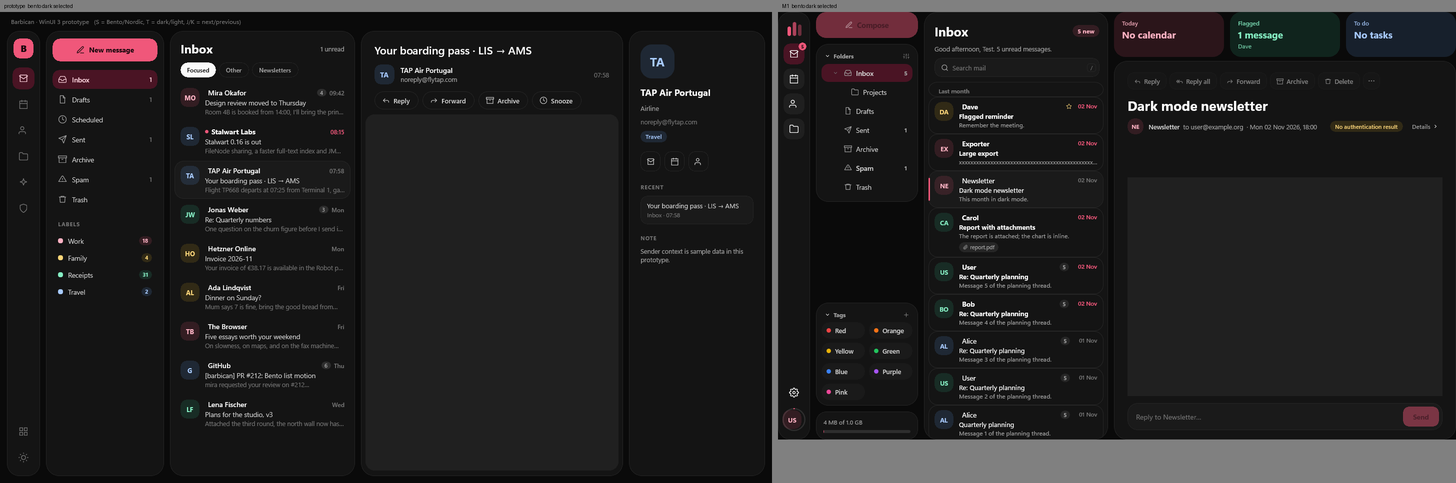 prototype bento dark selected
Barbican · WinUI 3 prototype (S = Bento/Nordic, T = dark/light, J/K = next/previous)
B
New message
Inbox 1
Drafts
Scheduled
Sent 1
Archive
Spam 1
Trash
LABELS
Work 18
Family 4
Receipts 31
Travel 2
Inbox 1 unread
Focused Other Newsletters
MO Mira Okafor 4 09:42
Design review moved to Thursday
Room B is booked from 14:00, I'll bring the prin...
SL Stalwart Labs 08:15
Stalwart 0.16 is out
FileNode sharing, a faster full-text index and JM...
TA TAP Air Portugal 07:58
Your boarding pass · LIS → AMS
Flight TP668 departs at 07:25 from Terminal 1, ga...
JW Jonas Weber 3 Mon
Re: Quarterly numbers
One question on the churn figure before I send i...
HO Hetzner Online Mon
Invoice 2026-11
Your invoice of €38.17 is available in the Robot p...
AL Ada Lindqvist Fri
Dinner on Sunday?
Mum says 7 is fine, bring the good bread from...
TB The Browser Fri
Five essays worth your weekend
On slowness, on maps, and on the fax machine...
G GitHub 6 Thu
[barbican] PR #212: Bento list motion
mira requested your review on #212...
LF Lena Fischer Wed
Plans for the studio, v3
Attached the third round, the north wall now has...
Your boarding pass · LIS → AMS
TA TAP Air Portugal 07:58
noreply@flytap.com
Reply Forward Archive Snooze
TA
TAP Air Portugal
Airline
noreply@flytap.com
Travel
RECENT
Your boarding pass · LIS → AMS
Inbox · 07:58
NOTE
Sender context is sample data in this
prototype.
M1 bento dark selected
5
US
Compose
Folders
Inbox 5
Projects
Drafts
Sent 1
Archive
Spam 1
Trash
Tags +
Red Orange
Yellow Green
Blue Purple
Pink
4 MB of 1.0 GB
Inbox 5 new
Good afternoon, Test. 5 unread messages.
Search mail /
Last month
DA Dave 02 Nov
Flagged reminder
Remember the meeting.
EX Exporter 02 Nov
Large export
NE Newsletter 02 Nov
Dark mode newsletter
This month in dark mode.
CA Carol 02 Nov
Report with attachments
The report is attached; the chart is inline.
report.pdf
US User 5 02 Nov
Re: Quarterly planning
Message 5 of the planning thread.
BO Bob 5 02 Nov
Re: Quarterly planning
Message 4 of the planning thread.
AL Alice 5 01 Nov
Re: Quarterly planning
Message 3 of the planning thread.
US User 5 01 Nov
Re: Quarterly planning
Message 2 of the planning thread.
AL Alice 5 01 Nov
Quarterly planning
Message 1 of the planning thread.
Today
No calendar
Flagged
1 message
Dave
To do
No tasks
Reply Reply all Forward Archive Delete ...
Dark mode newsletter
NE Newsletter to user@example.org · Mon 02 Nov 2026, 18:00 No authentication result Details
Reply to Newsletter... Send